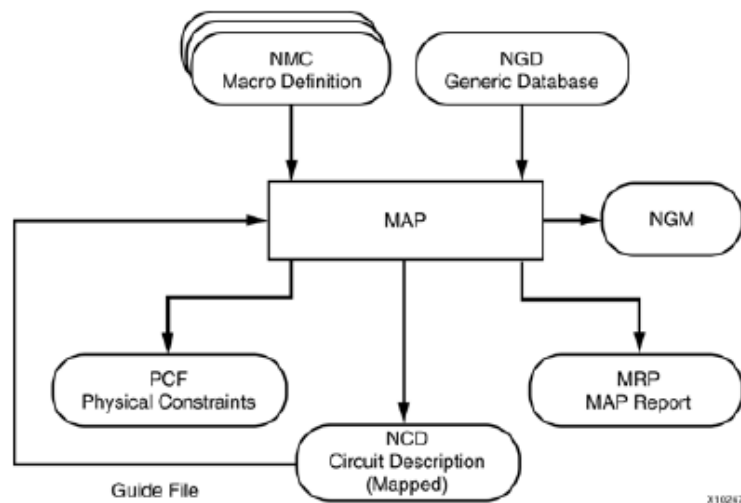 NMC
Macro Definition
NGD
Generic Database
MAP
NGM
PCF
Physical Constraints
MRP
MAP Report
NCD
Circuit Description
(Mapped)
Guide File